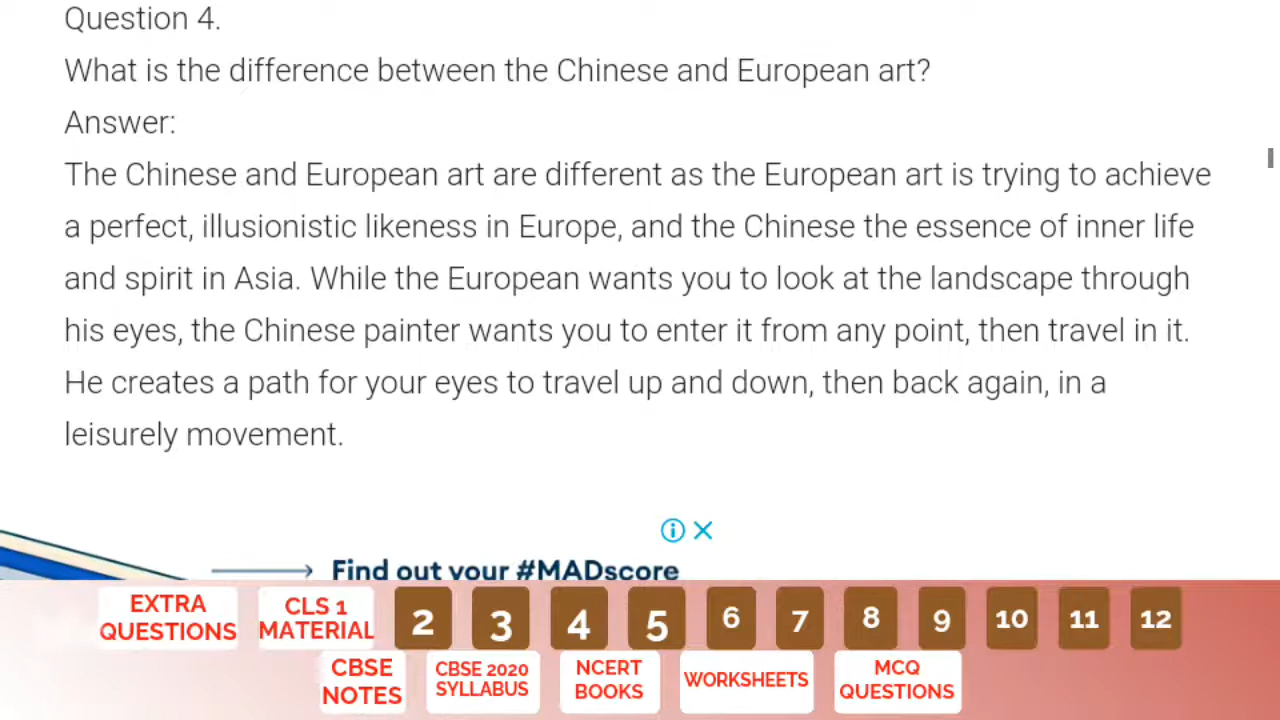 Question 4.
What is the difference between the Chinese and European art?
Answer:
The Chinese and European art are different as the European art is trying to achieve
a perfect, illusionistic likeness in Europe, and the Chinese the essence of inner life
and spirit in Asia. While the European wants you to look at the landscape through
his eyes, the Chinese painter wants you to enter it from any point, then travel in it.
He creates a path for your eyes to travel up and down, then back again, in a
leisurely movement.
Find out your #MADscore
EXTRA
QUESTIONS
CLS 1
MATERIAL
2 3 4 5 6 7 8 9 10 11 12
CBSE
NOTES
CBSE 2020
SYLLABUS
NCERT
BOOKS
WORKSHEETS
MCQ
QUESTIONS